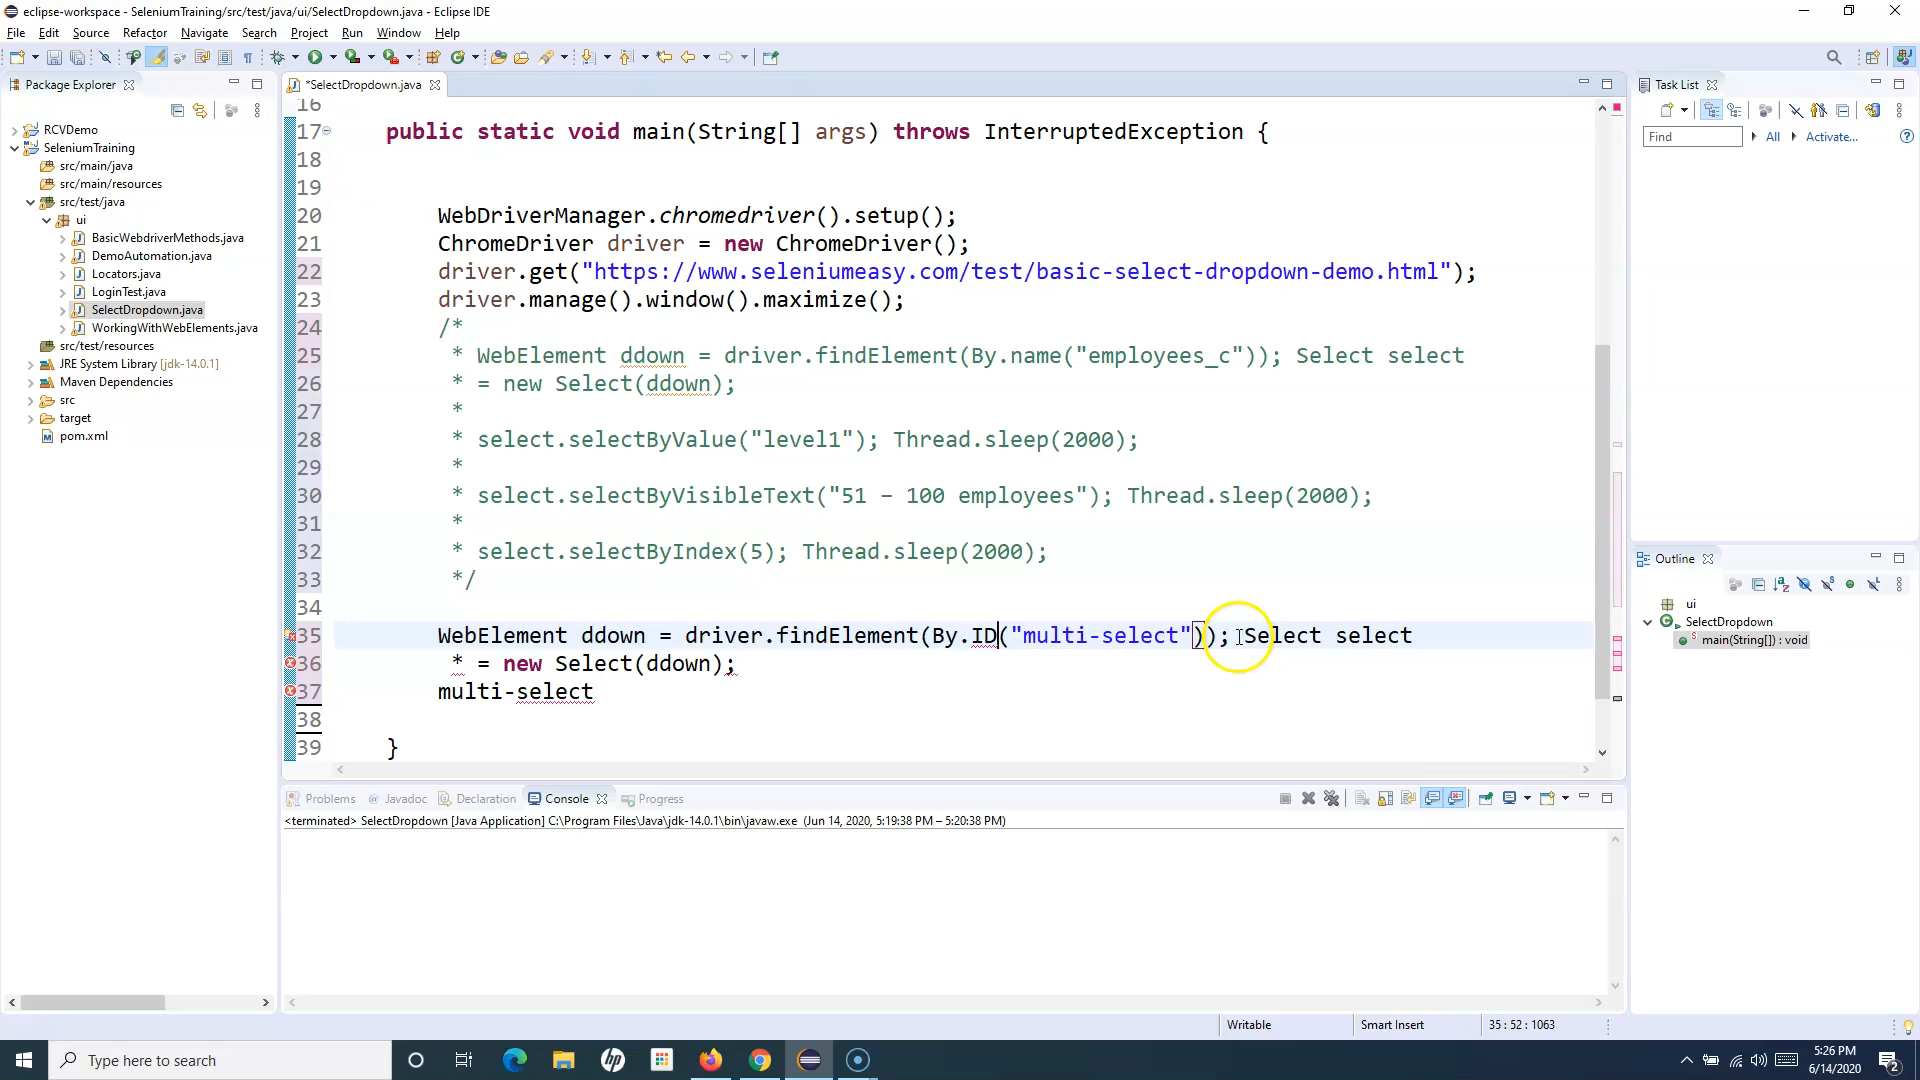 eclipse-workspace - SeleniumTraining/src/test/java/ui/SelectDropdown.java - Eclipse IDE
File Edit Source Refactor Navigate Search Project Run Window Help
Package Explorer
*SelectDropdown.java
Task List
RCVDemo
SeleniumTraining
src/main/java
src/main/resources
src/test/java
ui
BasicWebdriverMethods.java
DemoAutomation.java
Locators.java
LoginTest.java
SelectDropdown.java
WorkingWithWebElements.java
src/test/resources
JRE System Library [jdk-14.0.1]
Maven Dependencies
src
target
pom.xml
16
17 public static void main(String[] args) throws InterruptedException {
18
19
20 WebDriverManager.chromedriver().setup();
21 ChromeDriver driver = new ChromeDriver();
22 driver.get("https://www.seleniumeasy.com/test/basic-select-dropdown-demo.html");
23 driver.manage().window().maximize();
24 /*
25 * WebElement ddown = driver.findElement(By.name("employees_c")); Select select
26 * = new Select(ddown);
27 *
28 * select.selectByValue("level1"); Thread.sleep(2000);
29 *
30 * select.selectByVisibleText("51 - 100 employees"); Thread.sleep(2000);
31 *
32 * select.selectByIndex(5); Thread.sleep(2000);
33 */
34
35 WebElement ddown = driver.findElement(By.ID("multi-select")); Select select
36 * = new Select(ddown);
37 multi-select
38
39 }
Find All Activate...
Outline
ui
SelectDropdown
main(String[]) : void
Problems Javadoc Declaration Console Progress
<terminated> SelectDropdown [Java Application] C:\Program Files\Java\jdk-14.0.1\bin\javaw.exe (Jun 14, 2020, 5:19:38 PM – 5:20:38 PM)
Writable Smart Insert 35 : 52 : 1063
Type here to search
5:26 PM
6/14/2020
2